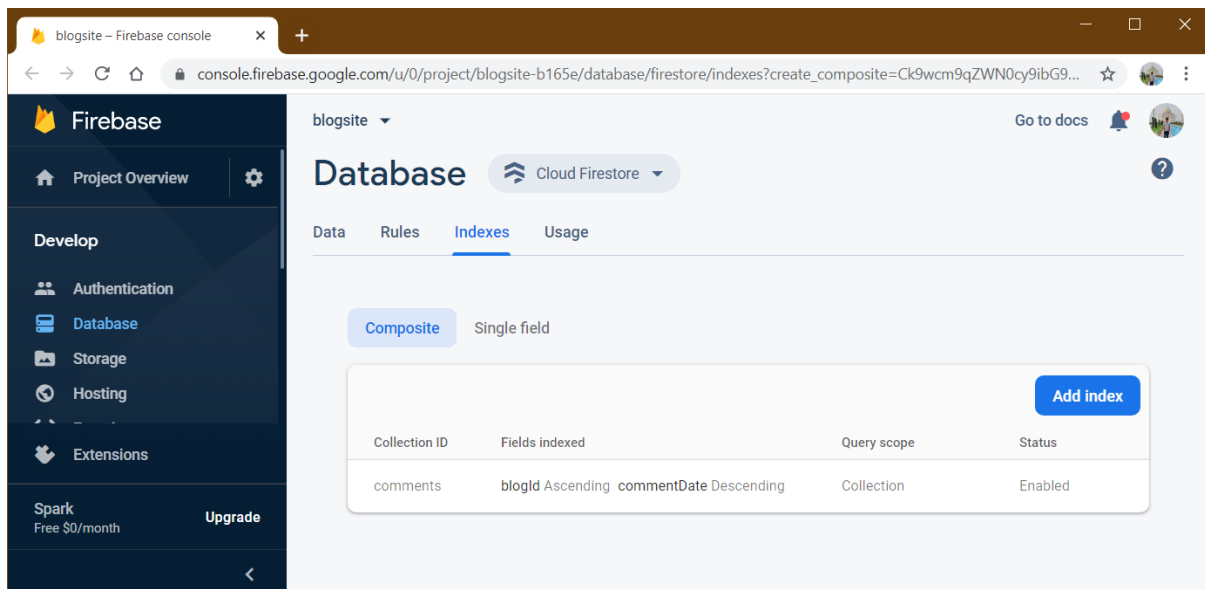 blogsite – Firebase console
console.firebase.google.com/u/0/project/blogsite-b165e/database/firestore/indexes?create_composite=Ck9wcm9qZWN0cy9ibG9...
Firebase
blogsite
Go to docs
Project Overview
Database
Cloud Firestore
Develop
Data Rules Indexes Usage
Authentication
Database
Storage
Hosting
Extensions
Spark
Free $0/month
Upgrade
Composite Single field
Add index
Collection ID Fields indexed Query scope Status
comments blogId Ascending commentDate Descending Collection Enabled